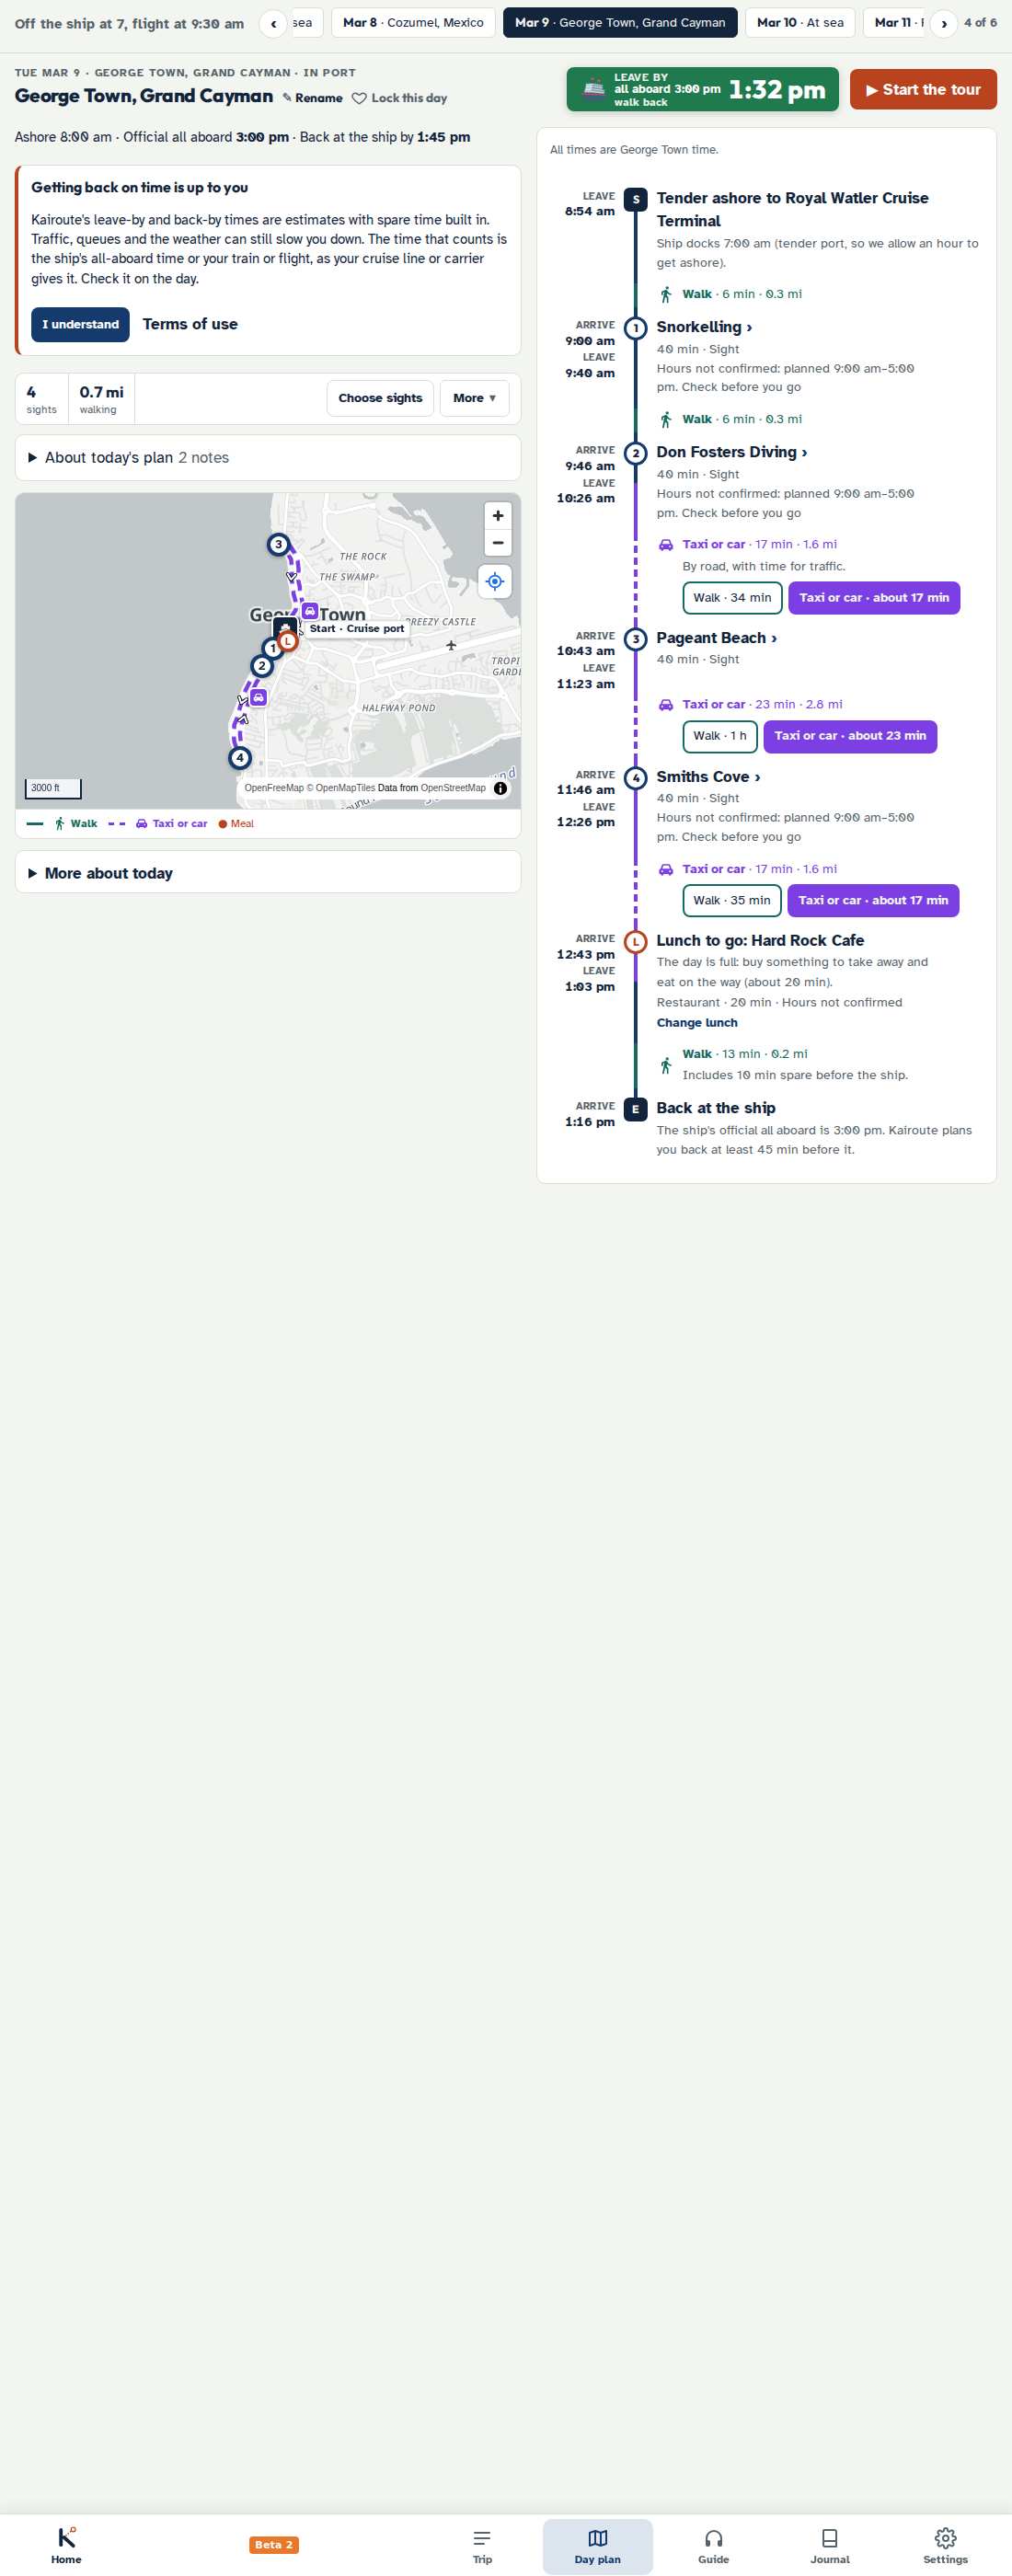 Off the ship at 7, flight at 9:30 am
‹
sea
Mar 8 · Cozumel, Mexico
Mar 9 · George Town, Grand Cayman
Mar 10 · At sea
Mar 11 ·
›
4 of 6
TUE MAR 9 · GEORGE TOWN, GRAND CAYMAN · IN PORT
George Town, Grand Cayman
✎ Rename
Lock this day
LEAVE BY
all aboard 3:00 pm
walk back
1:32 pm
▶ Start the tour
Ashore 8:00 am · Official all aboard 3:00 pm · Back at the ship by 1:45 pm
Getting back on time is up to you
Kairoute's leave-by and back-by times are estimates with spare time built in.
Traffic, queues and the weather can still slow you down. The time that counts is
the ship's all-aboard time or your train or flight, as your cruise line or carrier
gives it. Check it on the day.
I understand
Terms of use
4
sights
0.7 mi
walking
Choose sights
More ▼
▶ About today's plan 2 notes
THE ROCK
THE SWAMP
Start · Cruise port
BREEZY CASTLE
HALFWAY POND
3
1
L
2
4
+
−
3000 ft
OpenFreeMap © OpenMapTiles Data from OpenStreetMap
Walk
Taxi or car
Meal
▶ More about today
All times are George Town time.
LEAVE
8:54 am
S
Tender ashore to Royal Watler Cruise
Terminal
Ship docks 7:00 am (tender port, so we allow an hour to
get ashore).
Walk · 6 min · 0.3 mi
ARRIVE
9:00 am
LEAVE
9:40 am
1
Snorkelling ›
40 min · Sight
Hours not confirmed: planned 9:00 am–5:00
pm. Check before you go
Walk · 6 min · 0.3 mi
ARRIVE
9:46 am
LEAVE
10:26 am
2
Don Fosters Diving ›
40 min · Sight
Hours not confirmed: planned 9:00 am–5:00
pm. Check before you go
Taxi or car · 17 min · 1.6 mi
By road, with time for traffic.
Walk · 34 min
Taxi or car · about 17 min
ARRIVE
10:43 am
LEAVE
11:23 am
3
Pageant Beach ›
40 min · Sight
Taxi or car · 23 min · 2.8 mi
Walk · 1 h
Taxi or car · about 23 min
ARRIVE
11:46 am
LEAVE
12:26 pm
4
Smiths Cove ›
40 min · Sight
Hours not confirmed: planned 9:00 am–5:00
pm. Check before you go
Taxi or car · 17 min · 1.6 mi
Walk · 35 min
Taxi or car · about 17 min
ARRIVE
12:43 pm
LEAVE
1:03 pm
L
Lunch to go: Hard Rock Cafe
The day is full: buy something to take away and
eat on the way (about 20 min).
Restaurant · 20 min · Hours not confirmed
Change lunch
Walk · 13 min · 0.2 mi
Includes 10 min spare before the ship.
ARRIVE
1:16 pm
E
Back at the ship
The ship's official all aboard is 3:00 pm. Kairoute plans
you back at least 45 min before it.
Home
Beta 2
Trip
Day plan
Guide
Journal
Settings